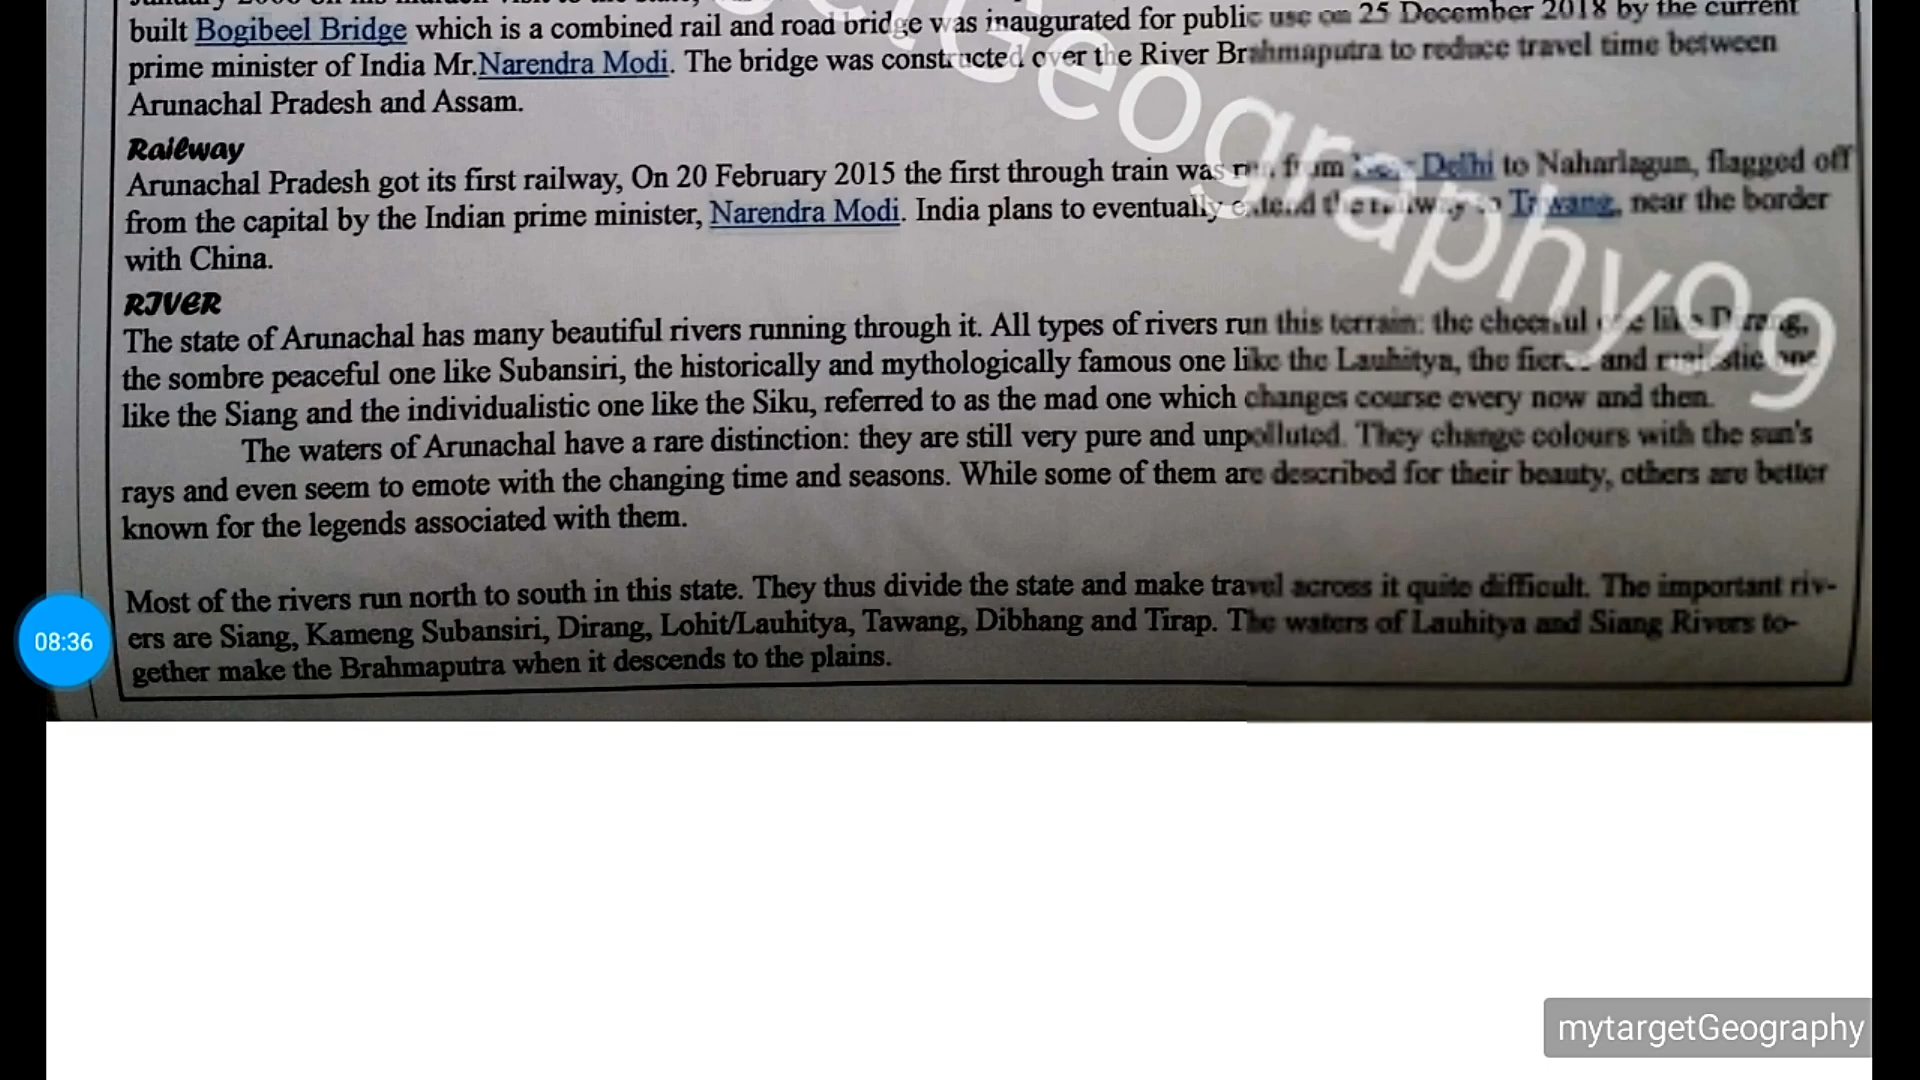 built Bogibeel Bridge which is a combined rail and road bridge was inaugurated for public use on 25 December 2018 by the current
prime minister of India Mr.Narendra Modi. The bridge was constructed over the River Brahmaputra to reduce travel time between
Arunachal Pradesh and Assam.
Railway
Arunachal Pradesh got its first railway, On 20 February 2015 the first through train was run from New Delhi to Naharlagun, flagged off
from the capital by the Indian prime minister, Narendra Modi. India plans to eventually extend the railway to Tawang, near the border
with China.
RIVER
The state of Arunachal has many beautiful rivers running through it. All types of rivers run this terrain: the cheerful one like Dirang,
the sombre peaceful one like Subansiri, the historically and mythologically famous one like the Lauhitya, the fierce and majestic one
like the Siang and the individualistic one like the Siku, referred to as the mad one which changes course every now and then.
The waters of Arunachal have a rare distinction: they are still very pure and unpolluted. They change colours with the sun's
rays and even seem to emote with the changing time and seasons. While some of them are described for their beauty, others are better
known for the legends associated with them.
Most of the rivers run north to south in this state. They thus divide the state and make travel across it quite difficult. The important riv-
ers are Siang, Kameng Subansiri, Dirang, Lohit/Lauhitya, Tawang, Dibhang and Tirap. The waters of Lauhitya and Siang Rivers to-
gether make the Brahmaputra when it descends to the plains.
08:36
etGeography99
mytargetGeography